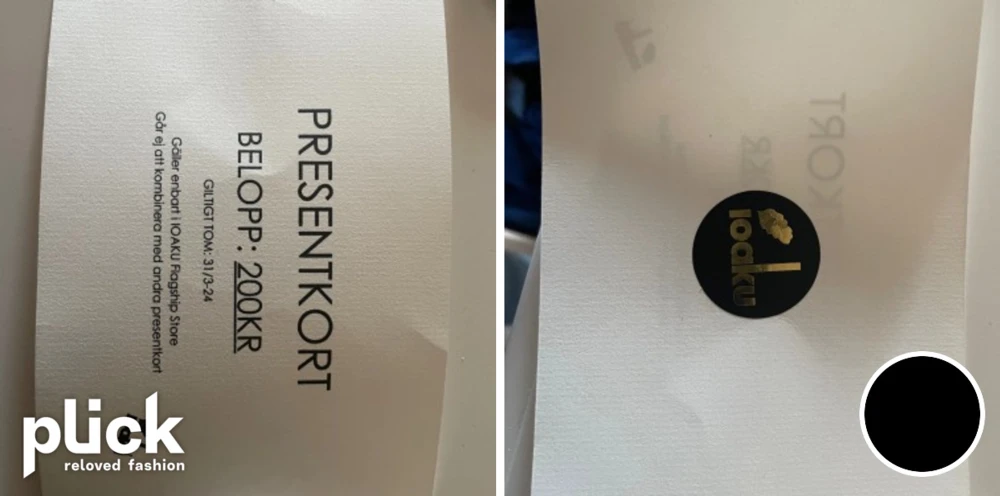 PRESENTKORT
BELOPP: 200KR
GILTIGT TOM: 31/3-24
Gäller enbart i IOAKU Flagship Store
Går ej att kombinera med andra presentkort
plick
reloved fashion
ioaku
KORT